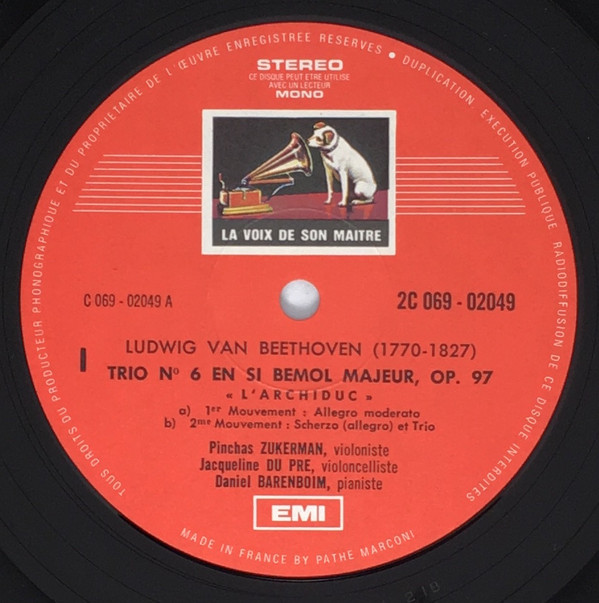 TOUS DROITS DU PRODUCTEUR PHONOGRAPHIQUE ET DU PROPRIETAIRE DE L'ŒUVRE ENREGISTREE RESERVES • DUPLICATION EXECUTION PUBLIQUE RADIODIFFUSION DE CE DISQUE INTERDITES
STEREO
CE DISQUE PEUT ETRE UTILISE
AVEC UN LECTEUR
MONO
LA VOIX DE SON MAITRE
C 069 - 02049 A
2C 069 - 02049
I
LUDWIG VAN BEETHOVEN (1770-1827)
TRIO Nº 6 EN SI BEMOL MAJEUR, OP. 97
« L'ARCHIDUC »
a) 1er Mouvement : Allegro moderato
b) 2me Mouvement : Scherzo (allegro) et Trio
Pinchas ZUKERMAN, violoniste
Jacqueline DU PRE, violoncelliste
Daniel BARENBOIM, pianiste
EMI
MADE IN FRANCE BY PATHE MARCONI